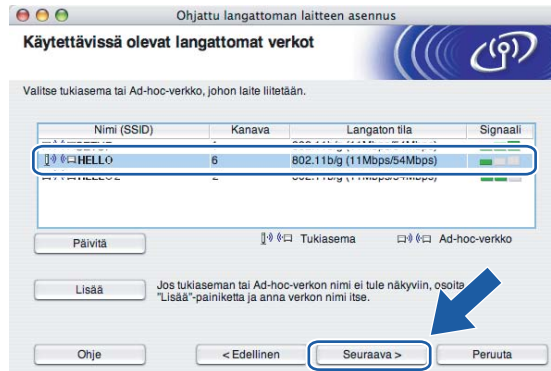 Ohjattu langattoman laitteen asennus
Käytettävissä olevat langattomat verkot
Valitse tukiasema tai Ad-hoc-verkko, johon laite liitetään.
Nimi (SSID) Kanava Langaton tila Signaali
HELLO 6 802.11b/g (11Mbps/54Mbps)
Päivitä Tukiasema Ad-hoc-verkko
Lisää Jos tukiaseman tai Ad-hoc-verkon nimi ei tule näkyviin, osoita
"Lisää"-painiketta ja anna verkon nimi itse.
Ohje < Edellinen Seuraava > Peruuta